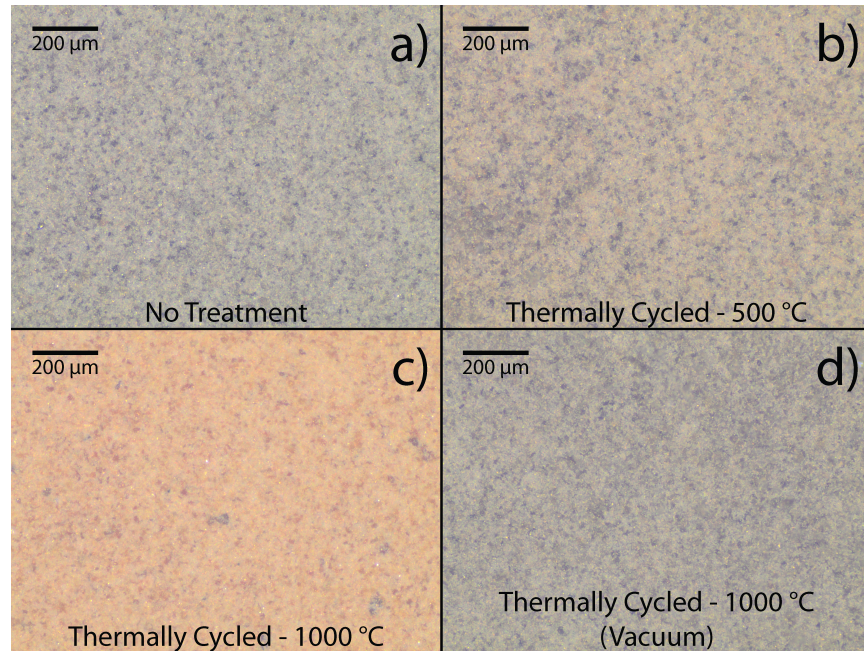 200 µm
a)
No Treatment
200 µm
b)
Thermally Cycled - 500 °C
200 µm
c)
Thermally Cycled - 1000 °C
200 µm
d)
Thermally Cycled - 1000 °C
(Vacuum)